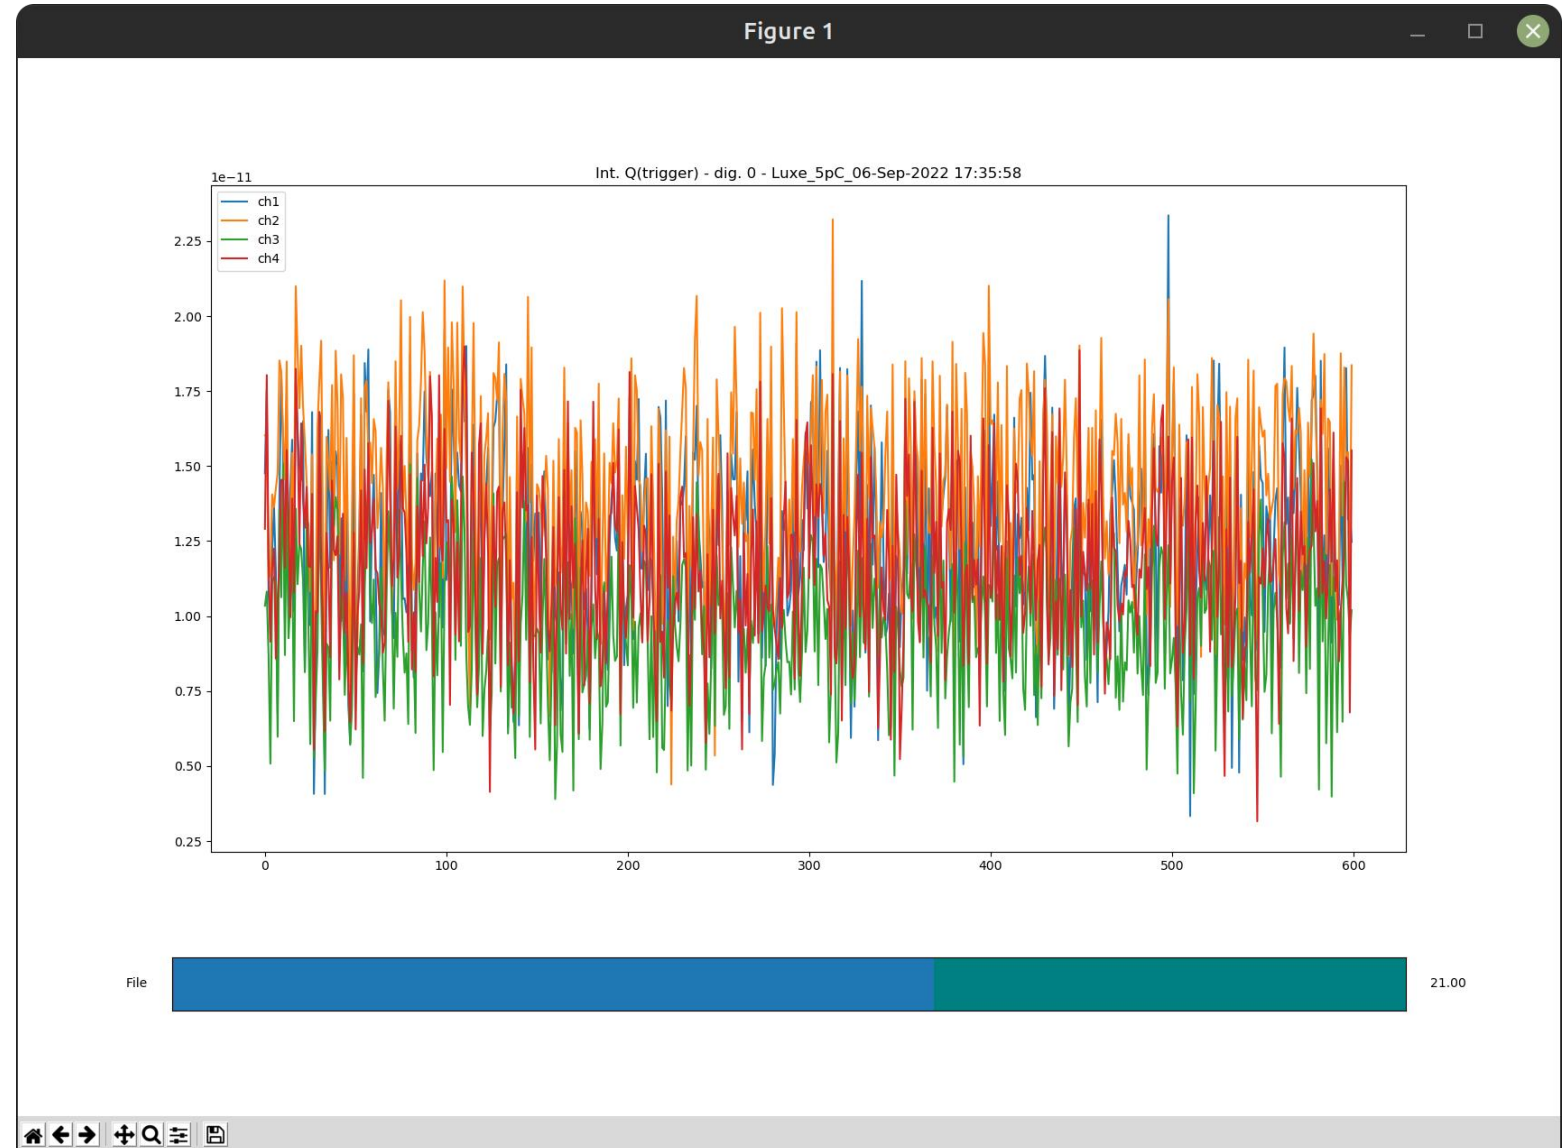 Figure 1
Int. Q(trigger) - dig. 0 - Luxe_5pC_06-Sep-2022 17:35:58
1e−11
ch1
ch2
ch3
ch4
2.25
2.00
1.75
1.50
1.25
1.00
0.75
0.50
0.25
0 100 200 300 400 500 600
File 21.00